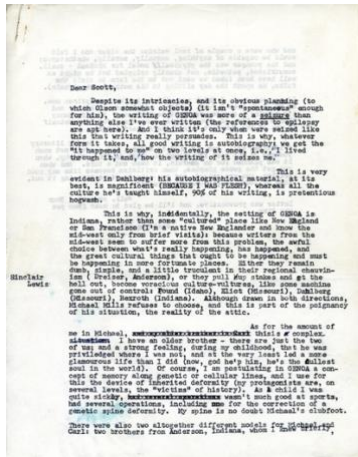 Dear Scott,
Despite its intricacies, and its obvious planning (to
which Olson somewhat objects) (it isn't "spontaneous" enough
for him), the writing of GENOA was more of a seizure than
anything else I've ever written (the references to epilepsy
are apt here). And I think it's only when were seized like
this that writing really persuades. This is why, whatever
form it takes, all good writing is autobiography: we get the
"it happened to me" on two levels at once, i.e., "I lived
through it, and, how the writing of it seizes me."
This is very
evident in Dahlberg: his autobiographical material, at its
best, is magnificent (BECAUSE I WAS FLESH), whereas all the
culture he's taught himself, 90% of his writing, is pretentious
hogwash.
This is why, incidentally, the setting of GENOA is
Indiana, rather than some "cultured" place like New England
or San Francisco (I'm a native New Englander and know the
mid-west only from brief visits): because writers from the
mid-west seem to suffer more from this problem, the awful
choice between what's really happening, has happened, and
the great cultural things that ought to be happening and must
be happening in more fortunate places. Either they remain
dumb, simple, and a little truculent in their regional chauvin-
ism ( Dreiser, Anderson), or they pull up stakes and get the
Sinclair
Lewis
hell out, become voracious culture-vultures, like some machine
gone out of control: Pound (Idaho), Eliot (Missouri), Dahlberg
(Missouri), Rexroth (Indiana). Although drawn in both directions,
Michael Mills refuses to choose, and this is part of the poignancy
of his situation, the reality of the attic.
As for the amount of
me in Michael, this is a complex
I have an older brother - there are just the two
of us; and a strong feeling, during my childhood, that he was
privileged where I was not, and at the very least led a more
glamourous life than I did (now, god he's him, he's the dullest
soul in the world). Of course, I am postulating in GENOA a con-
cept of memory along genetic or cellular lines, and I use for
this the device of inherited deformity (my protagonists are, on
several levels, the "victims" of history). As a child I was
quite sickly, wasn't much good at sports,
had several operations, including one for the correction of a
genetic spine deformity. My spine is no doubt Michael's clubfoot.
There were also two altogether different models for Michael and
Carl: two brothers from Anderson, Indiana, whom I knew briefly,